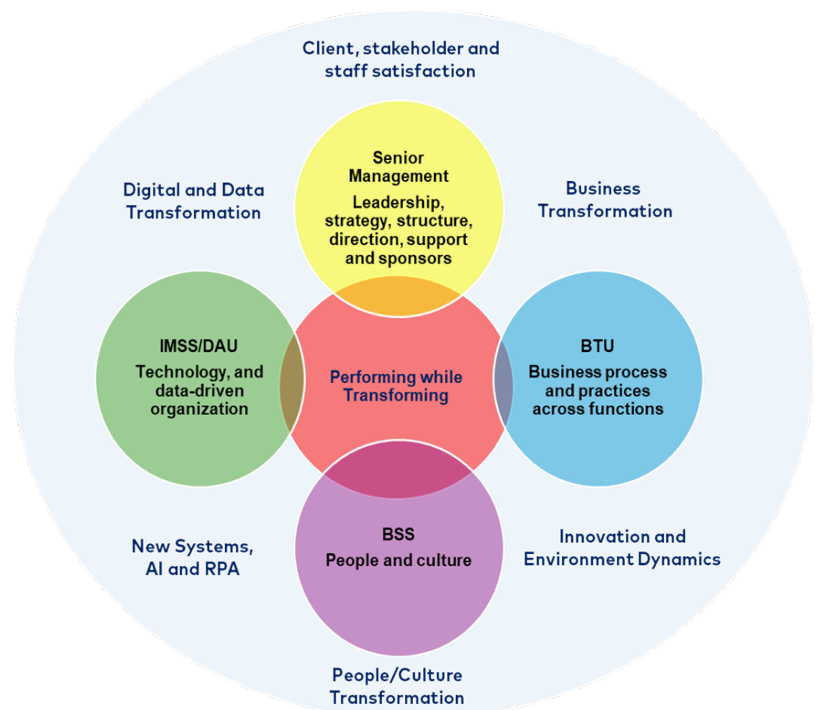 Client, stakeholder and
staff satisfaction
Senior
Management
Leadership,
strategy, structure,
direction, support
and sponsors
Digital and Data
Transformation
Business
Transformation
IMSS/DAU
Technology, and
data-driven
organization
Performing while
Transforming
BTU
Business process
and practices
across functions
BSS
People and culture
New Systems,
AI and RPA
Innovation and
Environment Dynamics
People/Culture
Transformation